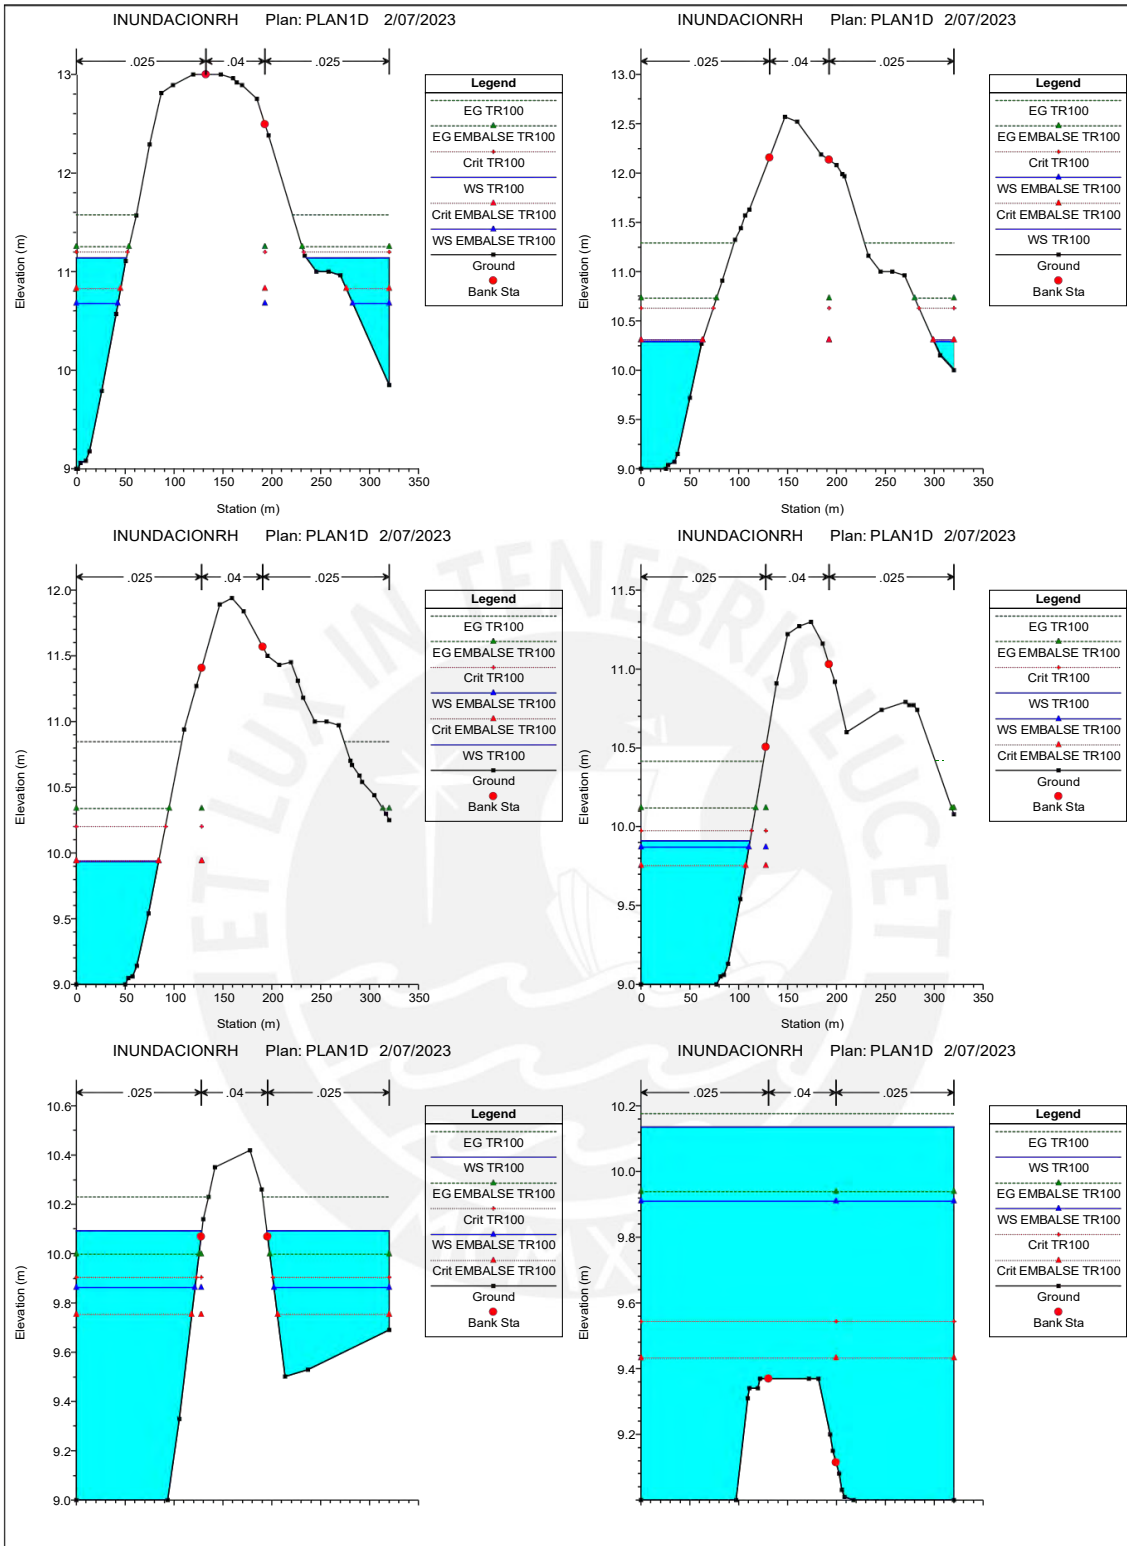 INUNDACIONRH Plan: PLAN1D 2/07/2023
.025 .04 .025
Legend
EG TR100
EG EMBALSE TR100
Crit TR100
WS TR100
Crit EMBALSE TR100
WS EMBALSE TR100
Ground
Bank Sta
Elevation (m)
13
12
11
10
9
0 50 100 150 200 250 300 350
Station (m)
INUNDACIONRH Plan: PLAN1D 2/07/2023
.025 .04 .025
Legend
EG TR100
EG EMBALSE TR100
Crit TR100
WS EMBALSE TR100
Crit EMBALSE TR100
WS TR100
Ground
Bank Sta
Elevation (m)
13.0
12.5
12.0
11.5
11.0
10.5
10.0
9.5
9.0
0 50 100 150 200 250 300 350
Station (m)
INUNDACIONRH Plan: PLAN1D 2/07/2023
.025 .04 .025
Legend
EG TR100
EG EMBALSE TR100
Crit TR100
WS EMBALSE TR100
Crit EMBALSE TR100
WS TR100
Ground
Bank Sta
Elevation (m)
12.0
11.5
11.0
10.5
10.0
9.5
9.0
0 50 100 150 200 250 300 350
Station (m)
INUNDACIONRH Plan: PLAN1D 2/07/2023
.025 .04 .025
Legend
EG TR100
EG EMBALSE TR100
Crit TR100
WS TR100
WS EMBALSE TR100
Crit EMBALSE TR100
Ground
Bank Sta
Elevation (m)
11.5
11.0
10.5
10.0
9.5
9.0
0 50 100 150 200 250 300 350
Station (m)
INUNDACIONRH Plan: PLAN1D 2/07/2023
.025 .04 .025
Legend
EG TR100
WS TR100
EG EMBALSE TR100
Crit TR100
WS EMBALSE TR100
Crit EMBALSE TR100
Ground
Bank Sta
Elevation (m)
10.6
10.4
10.2
10.0
9.8
9.6
9.4
9.2
9.0
INUNDACIONRH Plan: PLAN1D 2/07/2023
.025 .04 .025
Legend
EG TR100
WS TR100
EG EMBALSE TR100
WS EMBALSE TR100
Crit TR100
Crit EMBALSE TR100
Ground
Bank Sta
Elevation (m)
10.2
10.0
9.8
9.6
9.4
9.2
9.0
ET LUX IN TENEBRIS LUCET